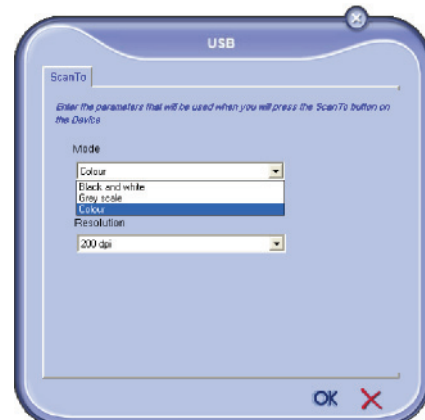 USB
ScanTo
Enter the parameters that will be used when you will press the ScanTo button on
the Device
Mode
Colour
Black and white
Grey scale
Colour
Resolution
200 dpi
OK